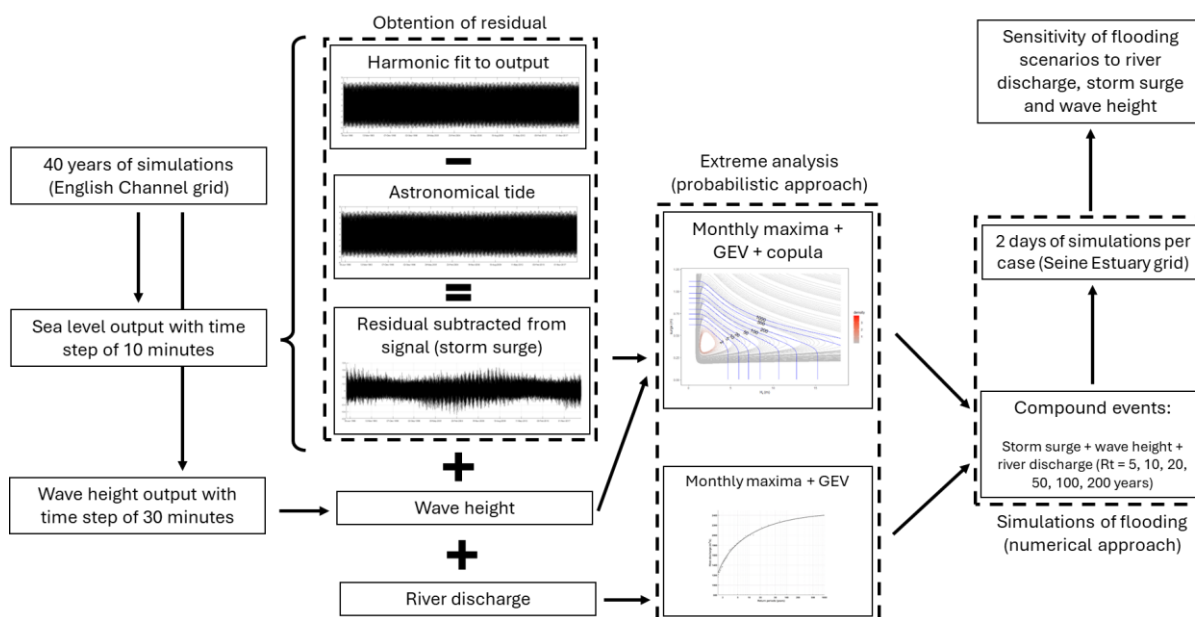 40 years of simulations
(English Channel grid)
Sea level output with time
step of 10 minutes
Wave height output with
time step of 30 minutes
Obtention of residual
Harmonic fit to output
Astronomical tide
Residual subtracted from
signal (storm surge)
Wave height
River discharge
Extreme analysis
(probabilistic approach)
Monthly maxima +
GEV + copula
density
Monthly maxima + GEV
Sensitivity of flooding
scenarios to river
discharge, storm surge
and wave height
2 days of simulations per
case (Seine Estuary grid)
Compound events:
Storm surge + wave height +
river discharge (Rt = 5, 10, 20,
50, 100, 200 years)
Simulations of flooding
(numerical approach)